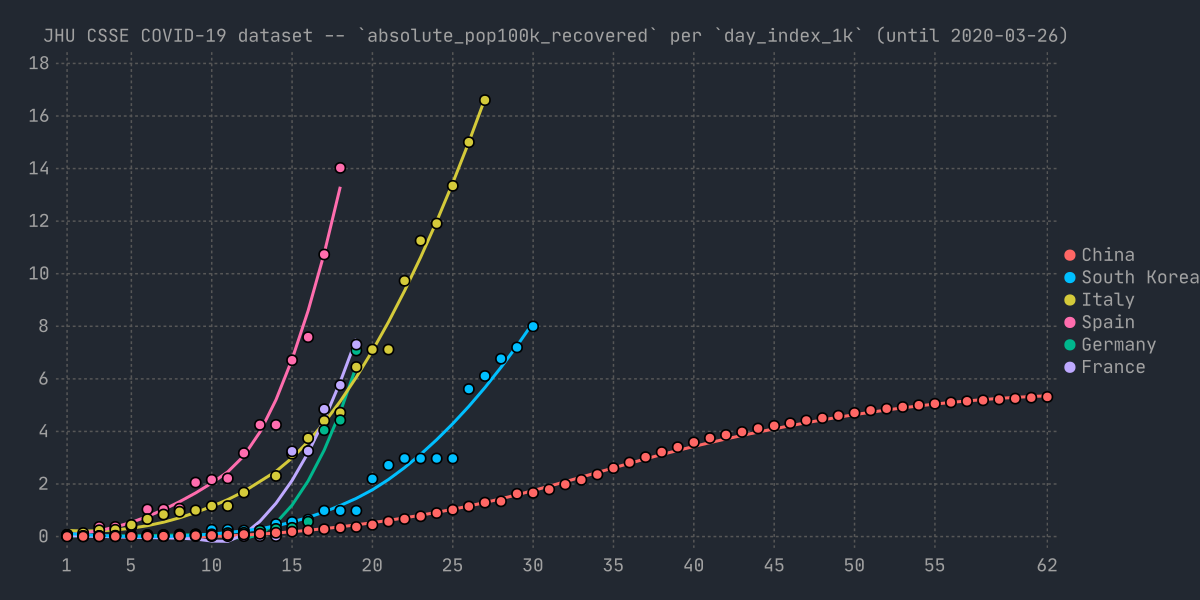 JHU CSSE COVID-19 dataset -- `absolute_pop100k_recovered` per `day_index_1k` (until 2020-03-26)
18
16
14
12
10
8
6
4
2
0
China
South Korea
Italy
Spain
Germany
France
1 5 10 15 20 25 30 35 40 45 50 55 62